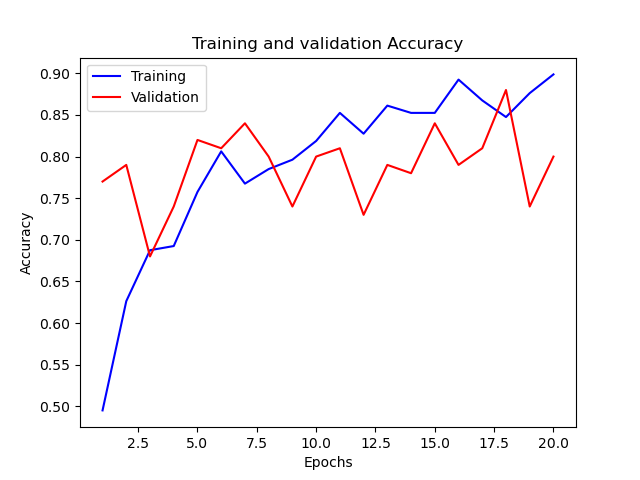 Training and validation Accuracy
Training
Validation
0.90
0.85
0.80
0.75
0.70
0.65
0.60
0.55
0.50
Accuracy
2.5 5.0 7.5 10.0 12.5 15.0 17.5 20.0
Epochs